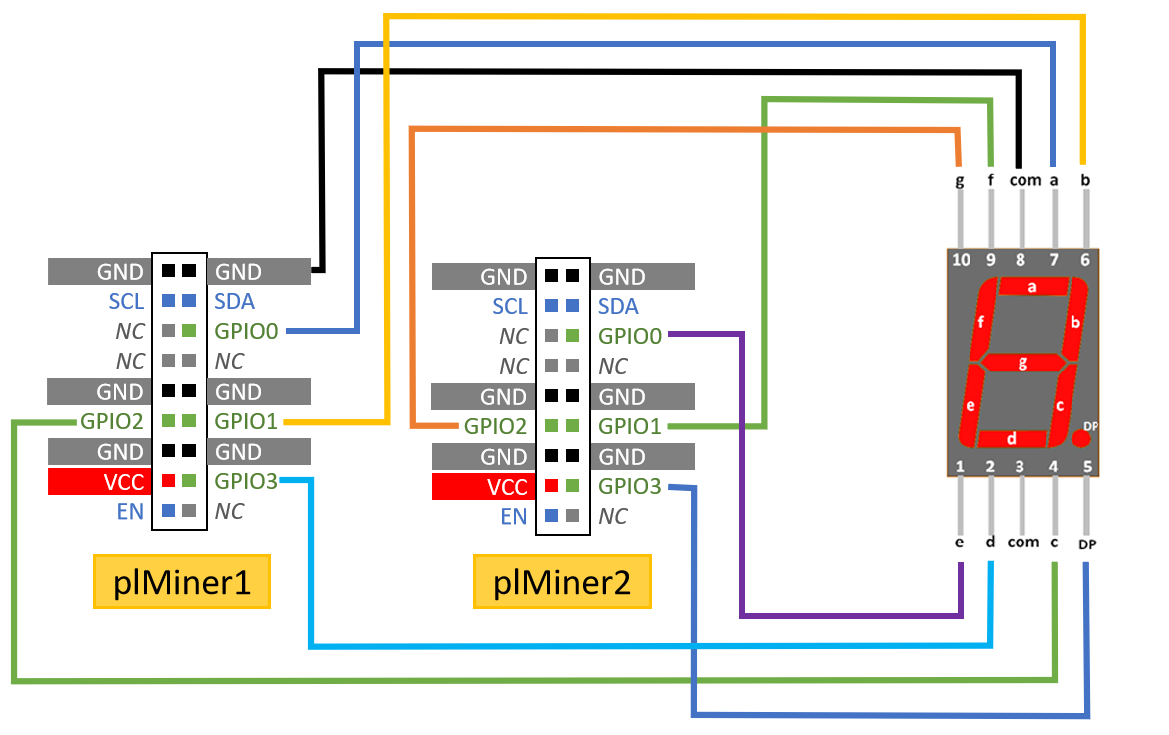 g f com a b
10 9 8 7 6
a
f b
g
e c
d DP
1 2 3 4 5
e d com c DP
GND GND
SCL SDA
NC GPIO0
NC NC
GND GND
GPIO2 GPIO1
GND GND
VCC GPIO3
EN NC
plMiner1
GND GND
SCL SDA
NC GPIO0
NC NC
GND GND
GPIO2 GPIO1
GND GND
VCC GPIO3
EN NC
plMiner2